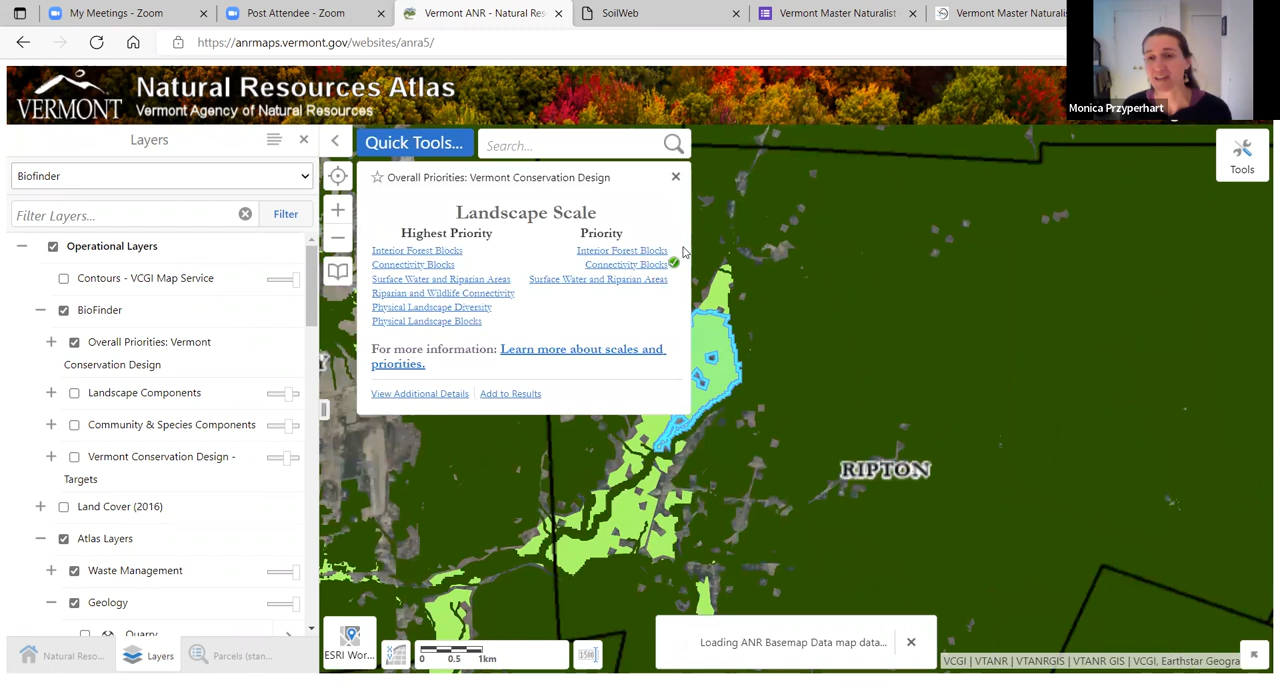 My Meetings - Zoom
Post Attendee - Zoom
Vermont ANR - Natural Res
SoilWeb
Vermont Master Naturalist -
Vermont Master Naturalis
https://anrmaps.vermont.gov/websites/anra5/
VERMONT
Natural Resources Atlas
Vermont Agency of Natural Resources
Monica Przyperhart
Layers
Quick Tools...
Search...
Tools
Biofinder
Filter Layers...
Filter
Operational Layers
Contours - VCGI Map Service
BioFinder
Overall Priorities: Vermont
Conservation Design
Landscape Components
Community & Species Components
Vermont Conservation Design -
Targets
Land Cover (2016)
Atlas Layers
Waste Management
Geology
Quarry
Natural Reso...
Layers
Parcels (stan...
Overall Priorities: Vermont Conservation Design
Landscape Scale
Highest Priority
Priority
Interior Forest Blocks
Interior Forest Blocks
Connectivity Blocks
Connectivity Blocks
Surface Water and Riparian Areas
Surface Water and Riparian Areas
Riparian and Wildlife Connectivity
Physical Landscape Diversity
Physical Landscape Blocks
For more information: Learn more about scales and
priorities.
View Additional Details
Add to Results
RIPTON
ESRI Wor...
0 0.5 1km
Loading ANR Basemap Data map data...
VCGI | VTANR | VTANRGIS | VTANR GIS | VCGI, Earthstar Geogra